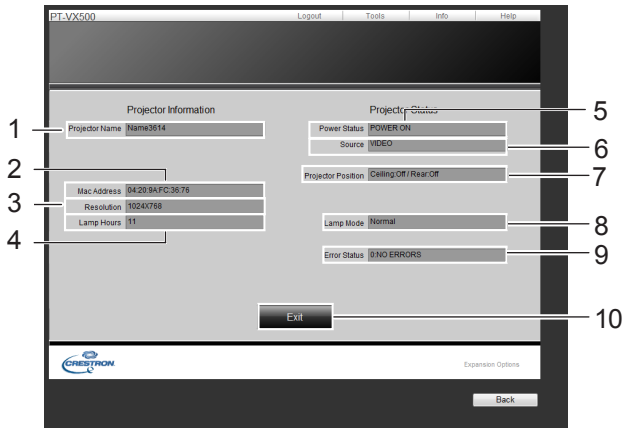 PT-VX500 Logout Tools Info Help
Projector Information Projector Status 5
1 Projector Name Name3614 Power Status POWER ON
Source VIDEO 6
2 Projector Position Ceiling:Off / Rear:Off 7
Mac Address 04:20:9A:FC:36:76
3 Resolution 1024X768
Lamp Hours 11 Lamp Mode Normal 8
4 Error Status 0:NO ERRORS 9
Exit 10
CRESTRON Expansion Options
Back